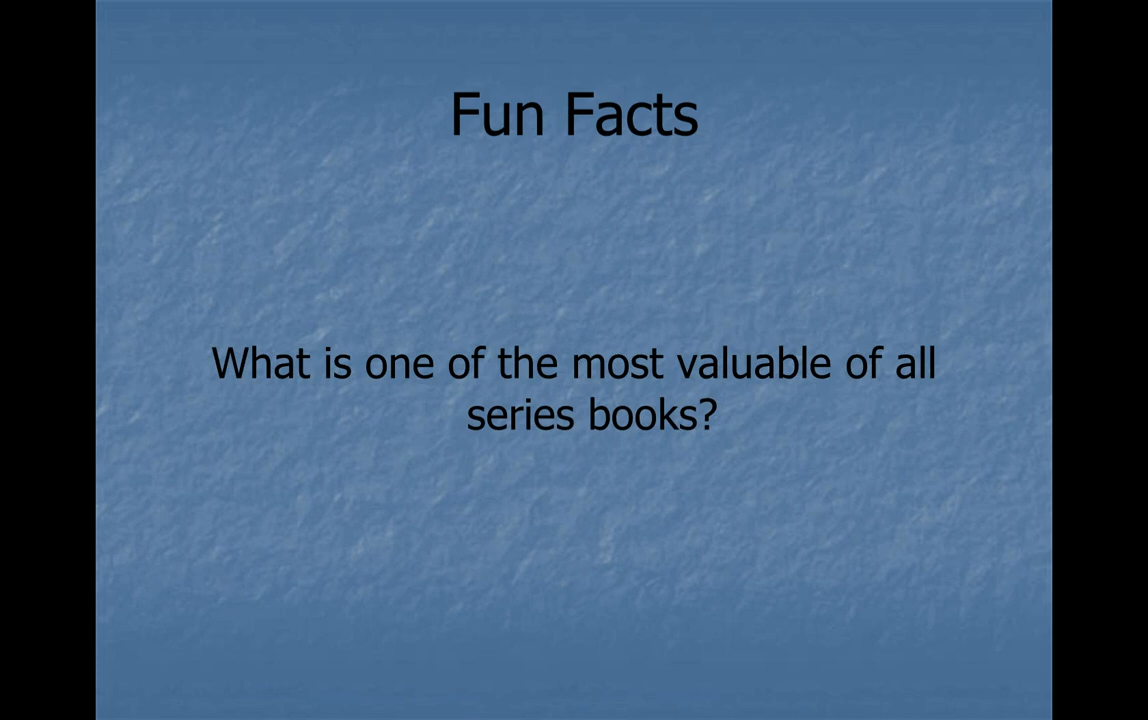 Fun Facts
What is one of the most valuable of all
series books?